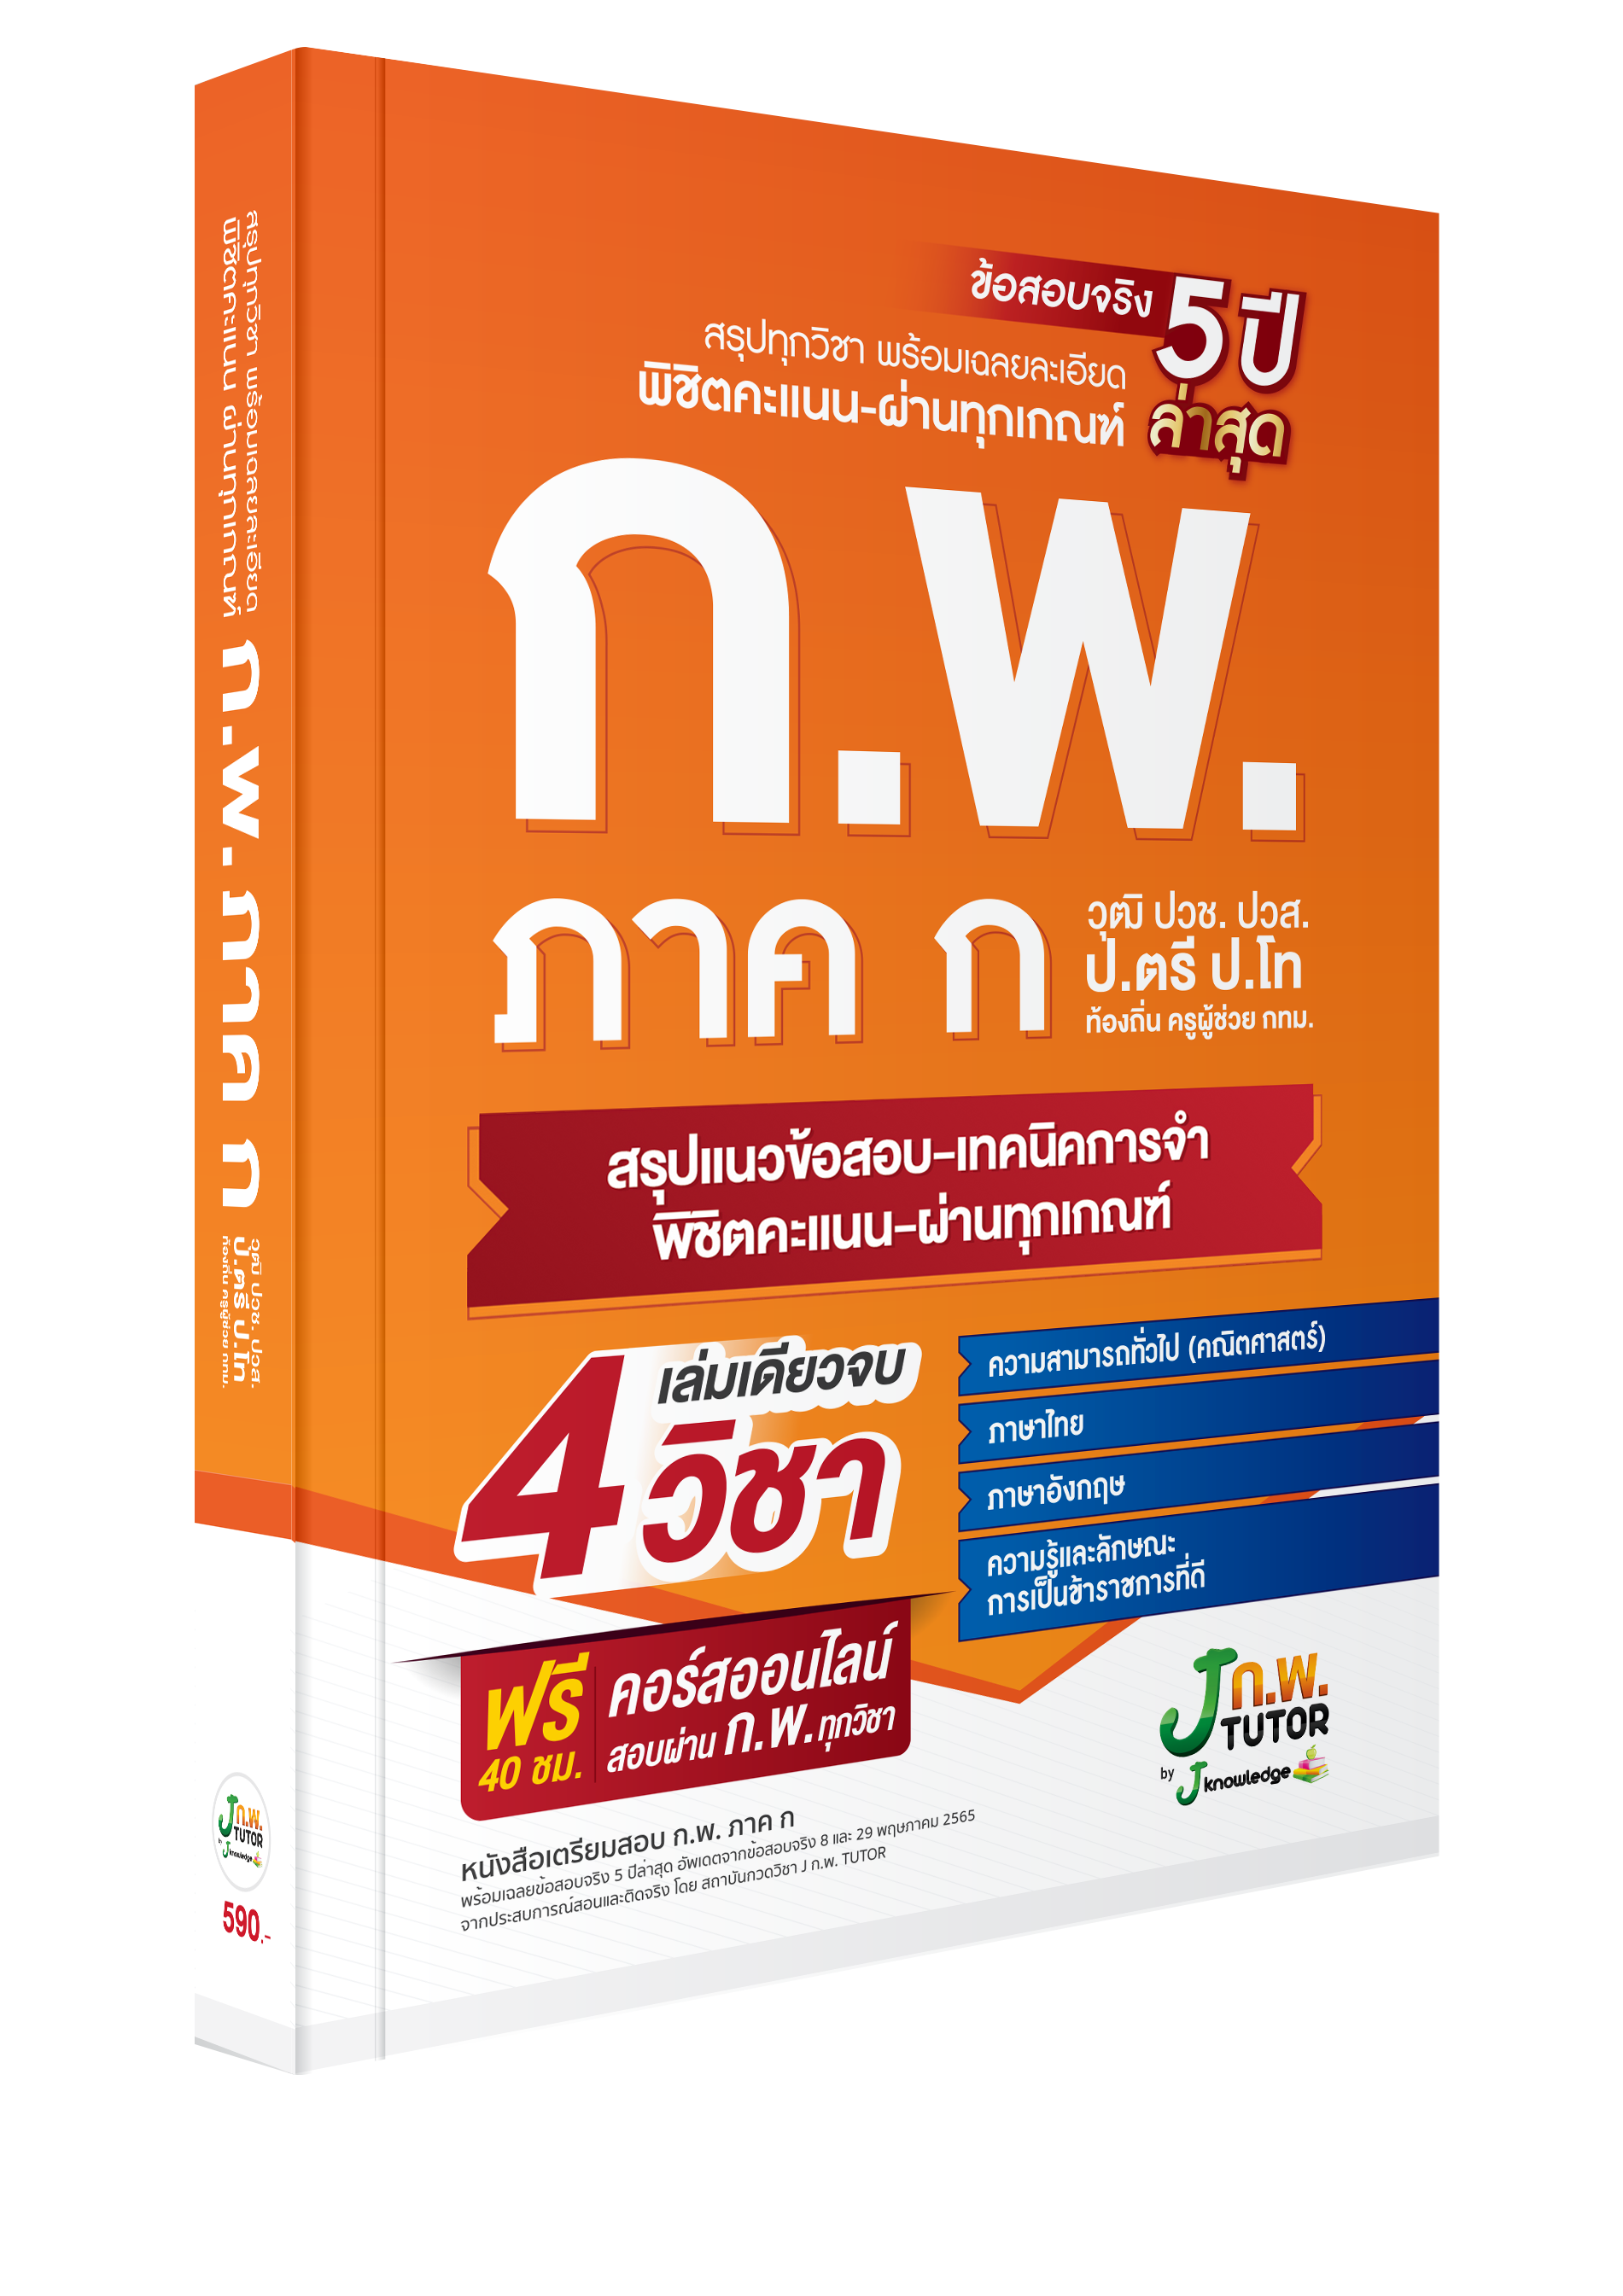 ข้อสอบจริง 5 ปี
ล่าสุด
สรุปทุกวิชา พร้อมเฉลยละเอียด
พิชิตคะแนน-ผ่านทุกเกณฑ์
ก.พ.
ภาค ก
วุฒิ ปวช. ปวส.
ป.ตรี ป.โท
ท้องถิ่น ครูผู้ช่วย กทม.
สรุปแนวข้อสอบ-เทคนิคการจำ
พิชิตคะแนน-ผ่านทุกเกณฑ์
เล่มเดียวจบ
4 วิชา
ความสามารถทั่วไป (คณิตศาสตร์)
ภาษาไทย
ภาษาอังกฤษ
ความรู้และลักษณะ
การเป็นข้าราชการที่ดี
ฟรี
40 ชม.
คอร์สออนไลน์
สอบผ่าน ก.พ. ทุกวิชา
J ก.พ.
TUTOR
by J knowledge
หนังสือเตรียมสอบ ก.พ. ภาค ก
พร้อมเฉลยข้อสอบจริง 5 ปีล่าสุด อัพเดตจากข้อสอบจริง 8 และ 29 พฤษภาคม 2565
จากประสบการณ์สอนและติดจริง โดย สถาบันกวดวิชา J ก.พ. TUTOR
สรุปทุกวิชา พร้อมเฉลยละเอียด
พิชิตคะแนน ผ่านทุกเกณฑ์
ก.พ. ภาค ก
วุฒิ ปวช. ปวส.
ป.ตรี ป.โท
ท้องถิ่น ครูผู้ช่วย กทม.
J ก.พ.
TUTOR
by J knowledge
590.-